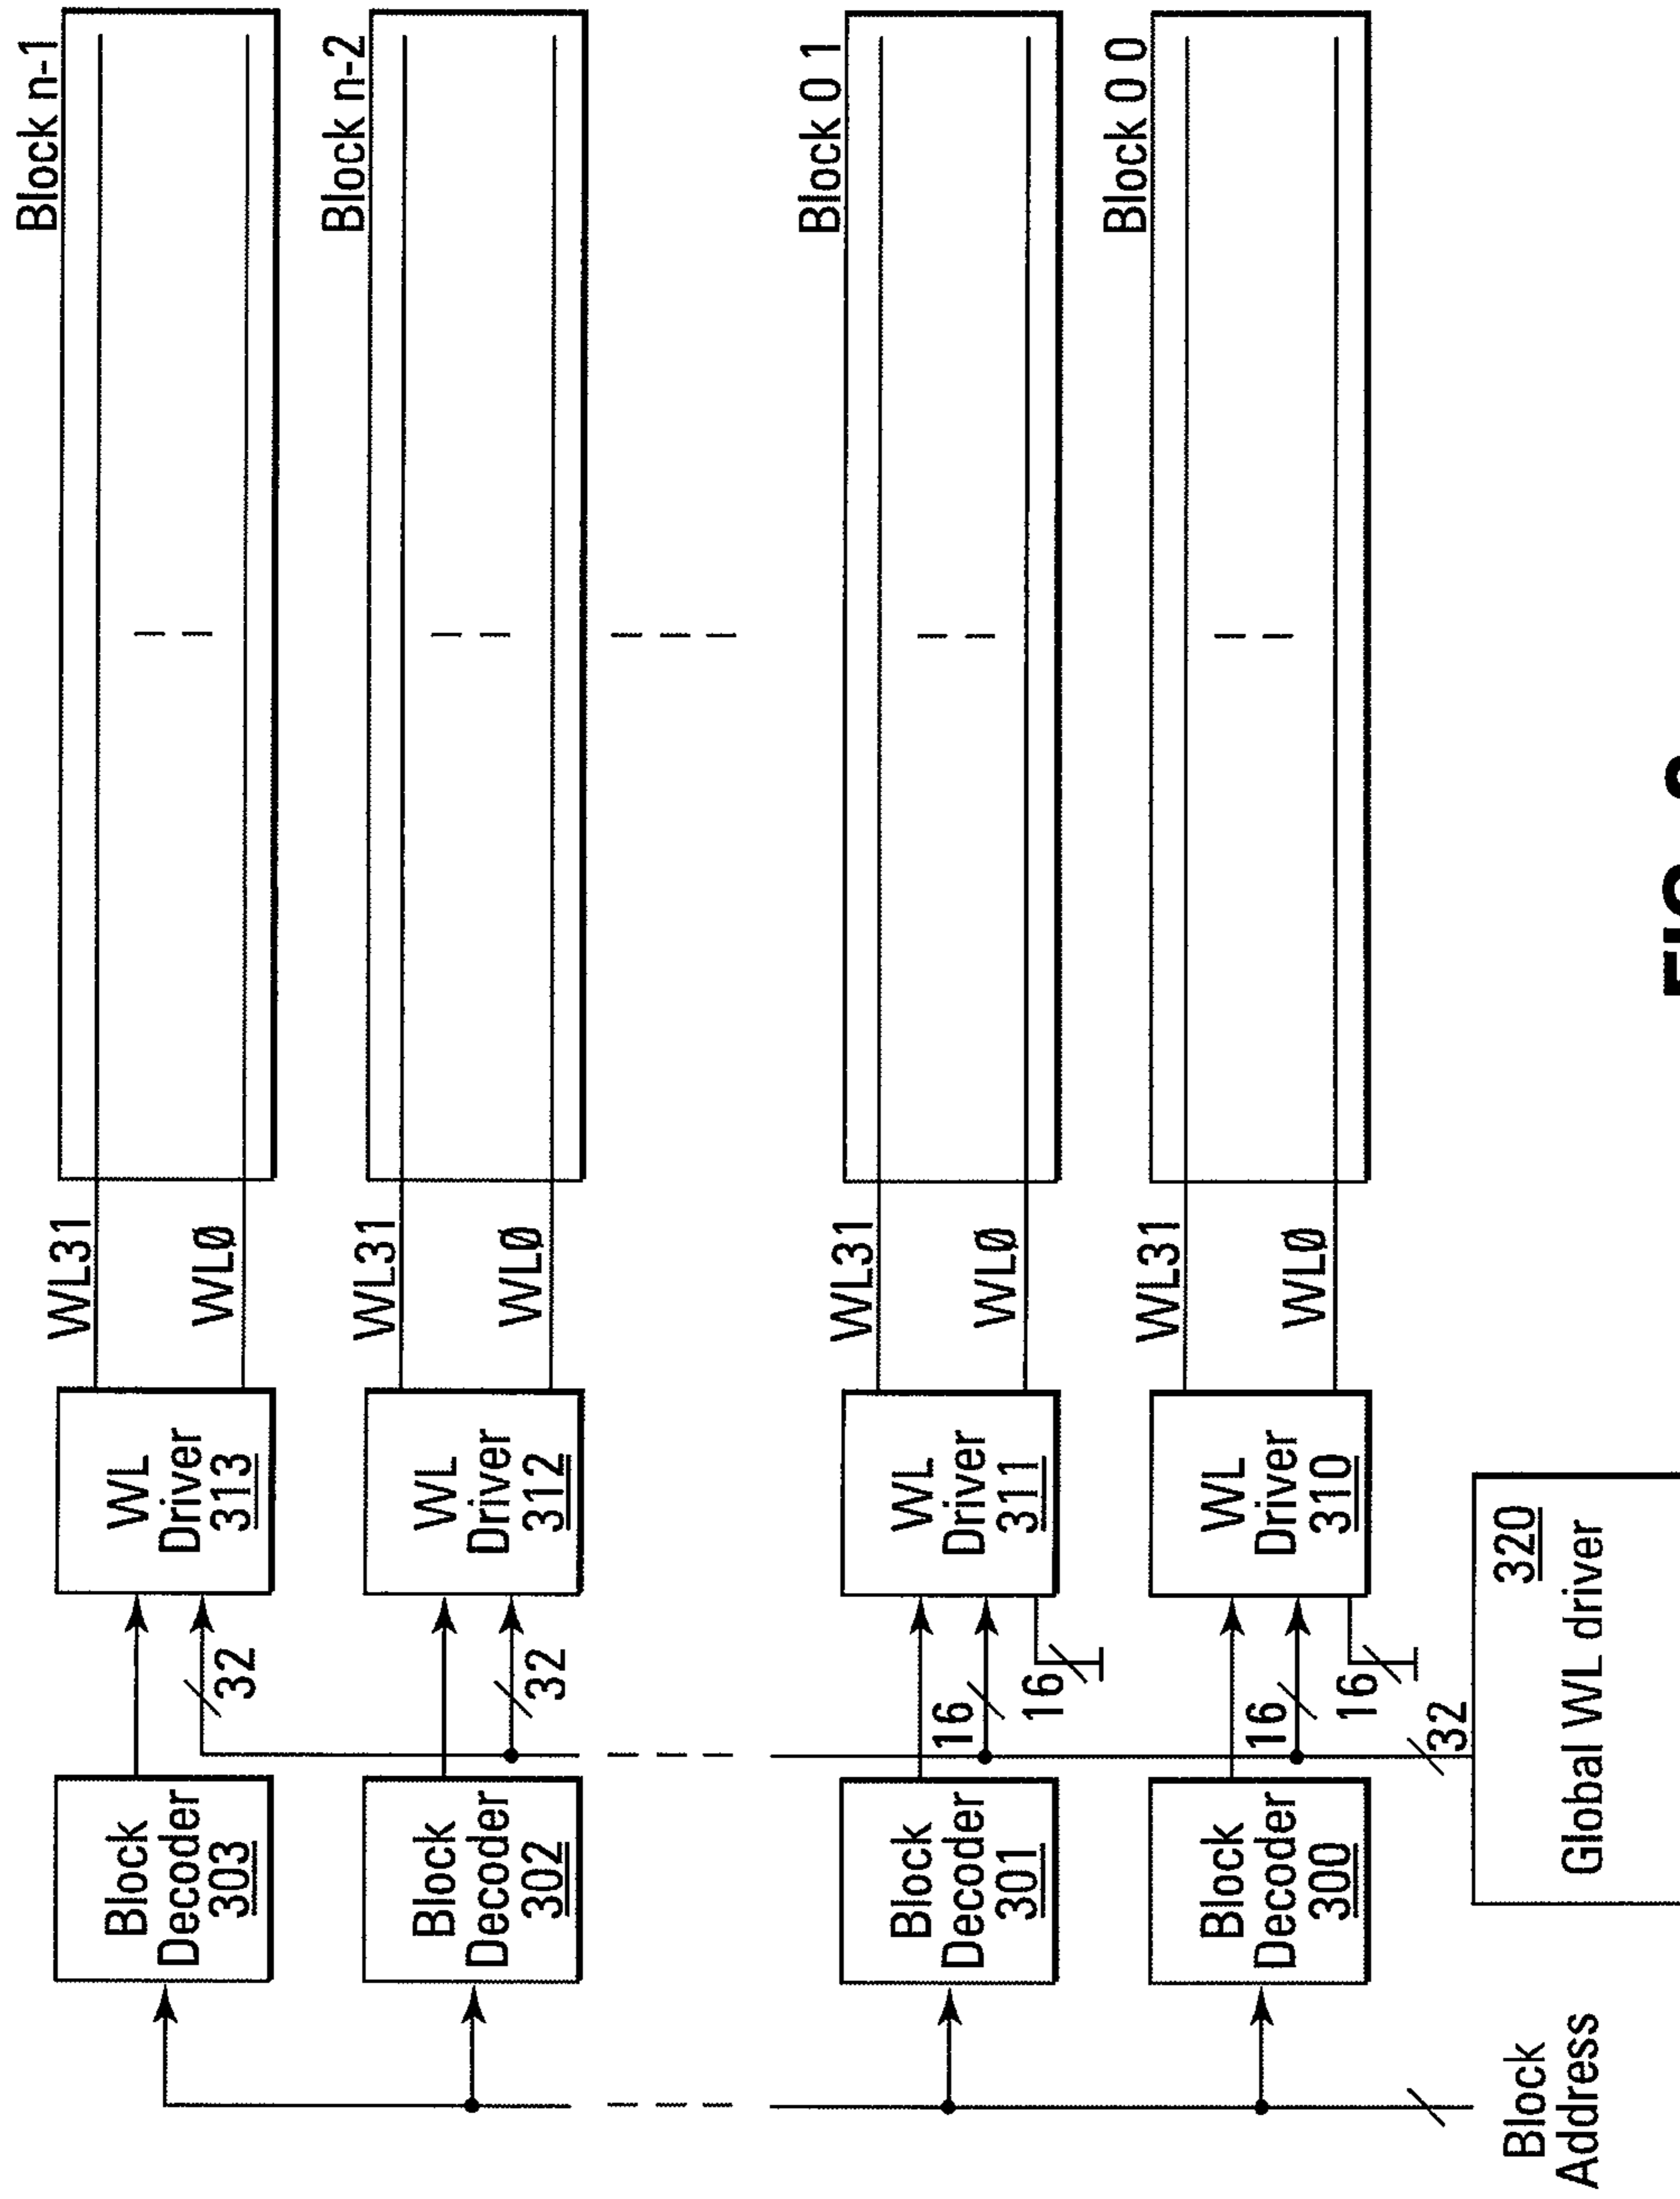 Block n-1
WL31
WLØ
WL
Driver
313
32
Block
Decoder
303
Block n-2
WL31
WLØ
WL
Driver
312
32
Block
Decoder
302
Block 0 1
WL31
WLØ
WL
Driver
311
16
16
Block
Decoder
301
Block 0 0
WL31
WLØ
WL
Driver
310
16
16
Block
Decoder
300
32
320
Global WL driver
Block
Address